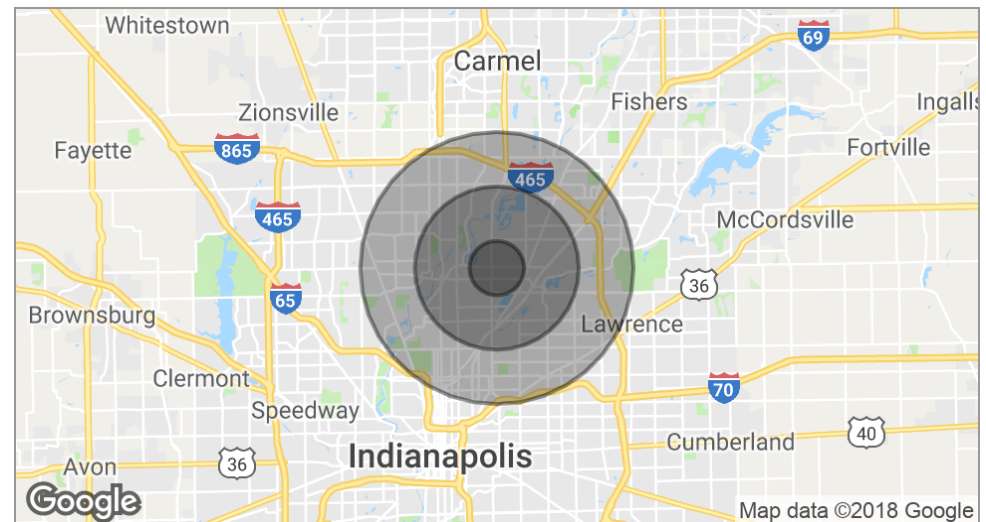 Whitestown
69
Carmel
Fishers
Ingalls
Zionsville
865
Fayette
Fortville
465
465
McCordsville
36
65
Brownsburg
Lawrence
Clermont
70
Speedway
Indianapolis
Cumberland
40
Avon
36
Google
Map data ©2018 Google